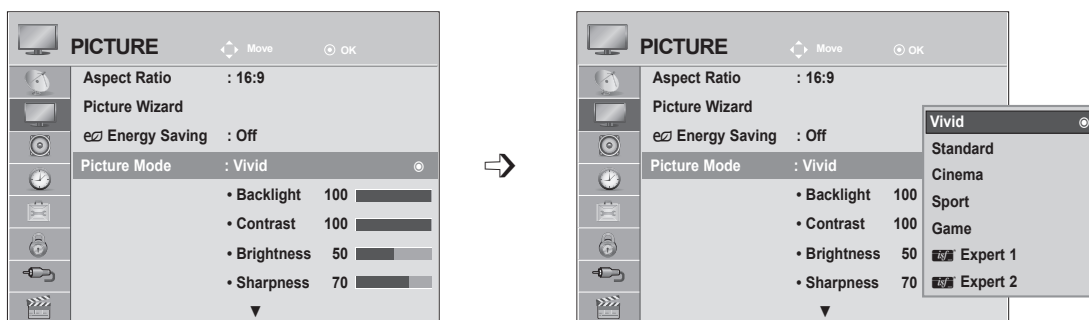 PICTURE Move OK
Aspect Ratio : 16:9
Picture Wizard
Energy Saving : Off
Picture Mode : Vivid
• Backlight 100
• Contrast 100
• Brightness 50
• Sharpness 70
PICTURE Move OK
Aspect Ratio : 16:9
Picture Wizard
Energy Saving : Off
Picture Mode : Vivid
• Backlight 100
• Contrast 100
• Brightness 50
• Sharpness 70
Vivid
Standard
Cinema
Sport
Game
isf Expert 1
isf Expert 2